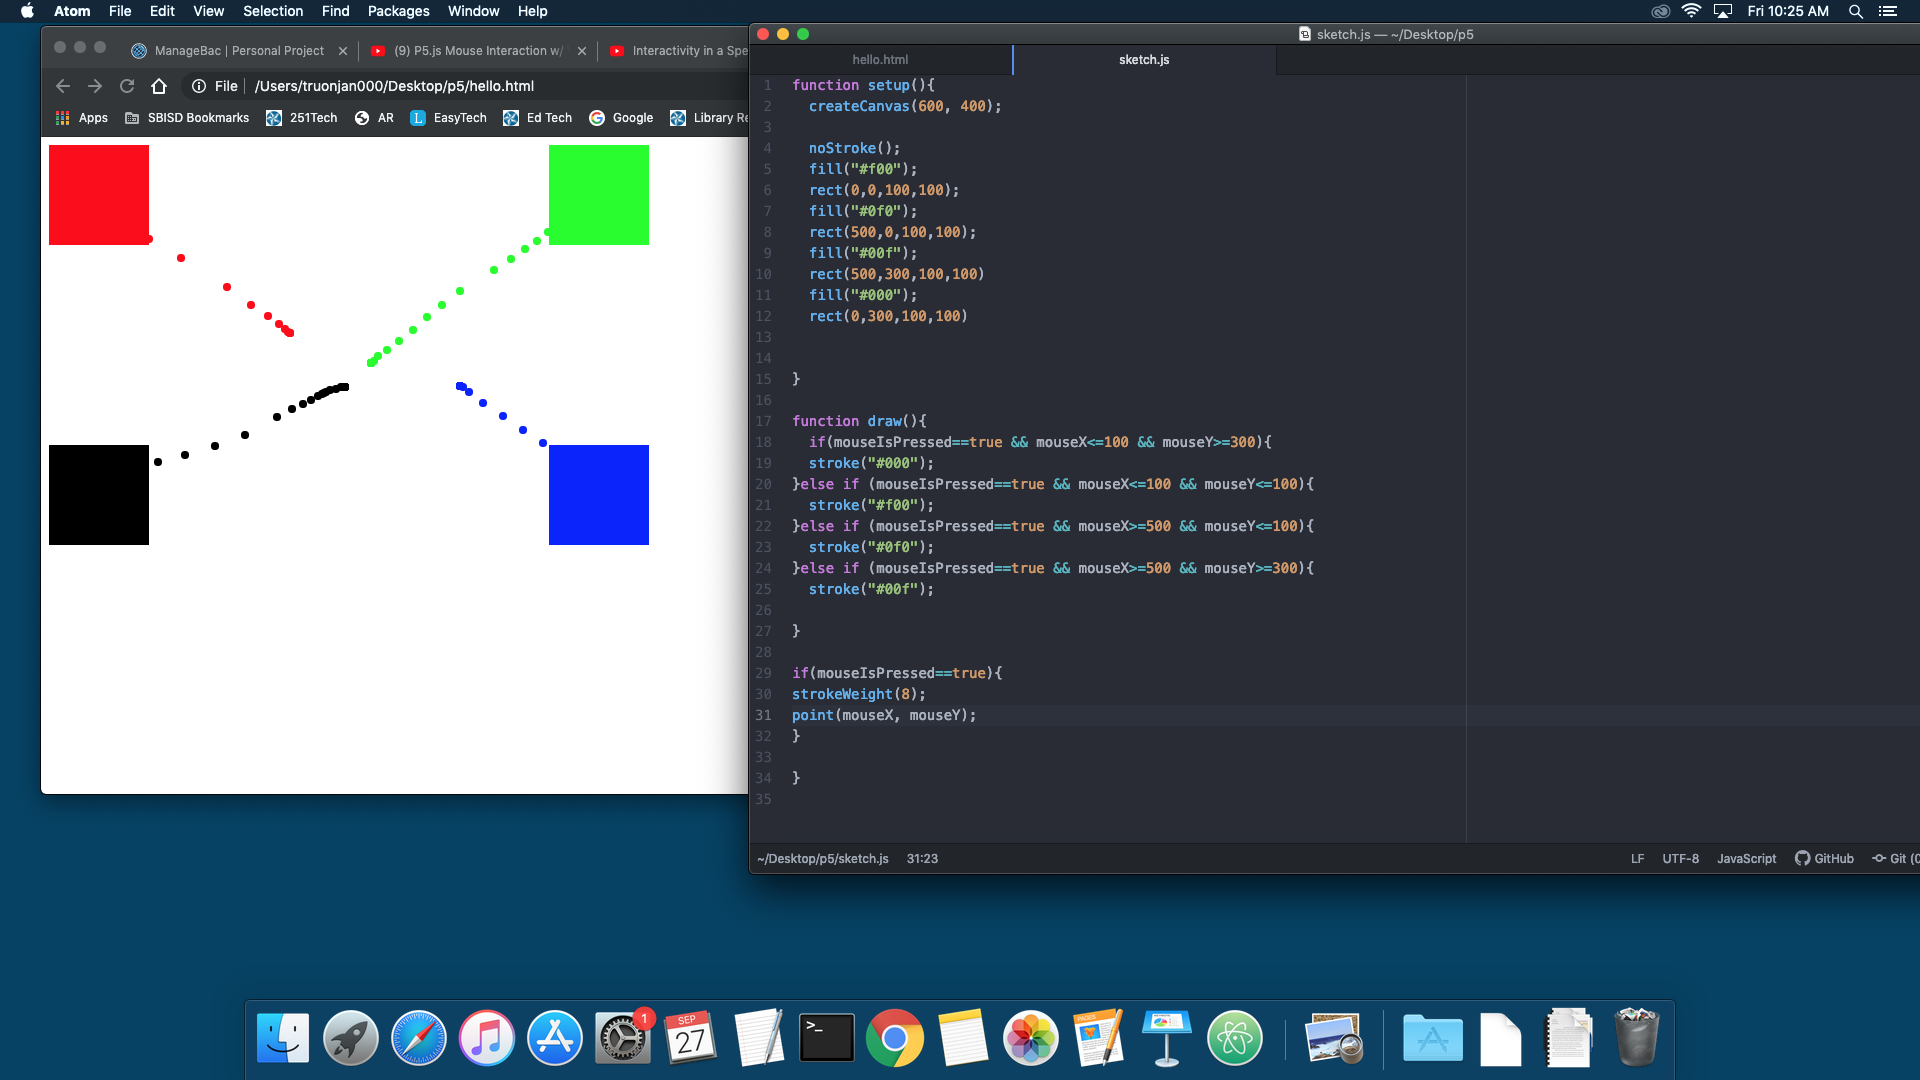 Atom File Edit View Selection Find Packages Window Help
Fri 10:25 AM
ManageBac | Personal Project
(9) P5.js Mouse Interaction w/
Interactivity in a Spe
File /Users/truonjan000/Desktop/p5/hello.html
Apps SBISD Bookmarks 251Tech AR EasyTech Ed Tech Google Library Re
sketch.js — ~/Desktop/p5
hello.html sketch.js
1 function setup(){
2 createCanvas(600, 400);
3
4 noStroke();
5 fill("#f00");
6 rect(0,0,100,100);
7 fill("#0f0");
8 rect(500,0,100,100);
9 fill("#00f");
10 rect(500,300,100,100)
11 fill("#000");
12 rect(0,300,100,100)
13
14
15 }
16
17 function draw(){
18 if(mouseIsPressed==true && mouseX<=100 && mouseY>=300){
19 stroke("#000");
20 }else if (mouseIsPressed==true && mouseX<=100 && mouseY<=100){
21 stroke("#f00");
22 }else if (mouseIsPressed==true && mouseX>=500 && mouseY<=100){
23 stroke("#0f0");
24 }else if (mouseIsPressed==true && mouseX>=500 && mouseY>=300){
25 stroke("#00f");
26
27 }
28
29 if(mouseIsPressed==true){
30 strokeWeight(8);
31 point(mouseX, mouseY);
32 }
33
34 }
35
~/Desktop/p5/sketch.js 31:23
LF UTF-8 JavaScript GitHub Git (0
1
SEP
27
PAGES
>_